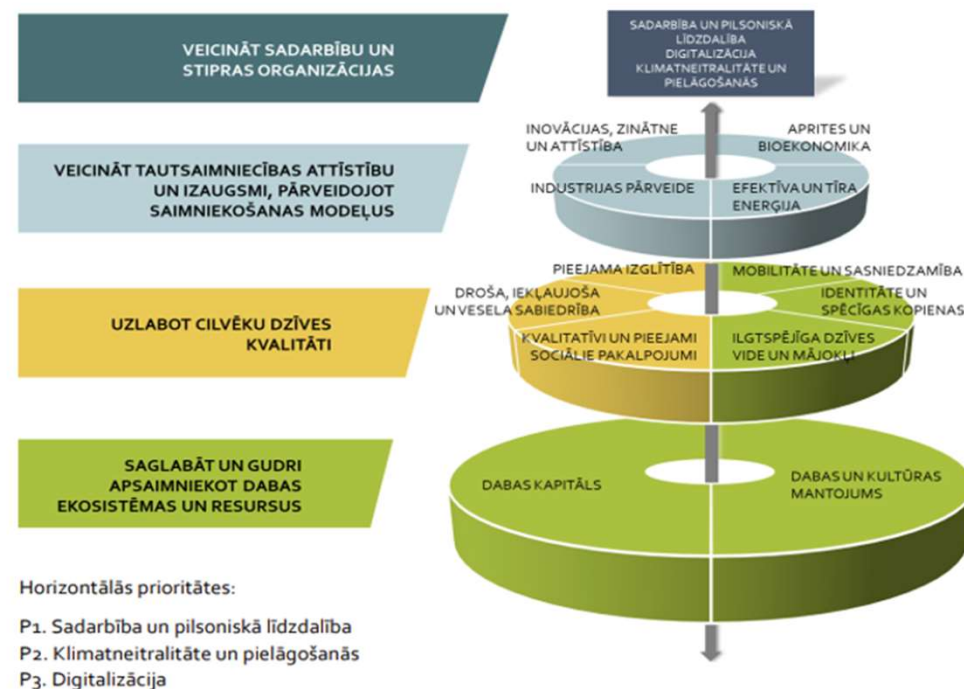 VEICINĀT SADARBĪBU UN
STIPRAS ORGANIZĀCIJAS
SADARBĪBA UN PILSONISKĀ
LĪDZDALĪBA
DIGITALIZĀCIJA
KLIMATNEITRALITĀTE UN
PIELĀGOŠANĀS
VEICINĀT TAUTSAIMNIECĪBAS ATTĪSTĪBU
UN IZAUGSMI, PĀRVEIDOJOT
SAIMNIEKOŠANAS MODEĻUS
INOVĀCIJAS, ZINĀTNE
UN ATTĪSTĪBA
APRITES UN
BIOEKONOMIKA
INDUSTRIJAS PĀRVEIDE
EFEKTĪVA UN TĪRA
ENERĢIJA
UZLABOT CILVĒKU DZĪVES
KVALITĀTI
PIEEJAMA IZGLĪTĪBA
MOBILITĀTE UN SASNIEDZAMĪBA
DROŠA, IEKĻAUJOŠA
UN VESELA SABIEDRĪBA
IDENTITĀTE UN
SPĒCĪGAS KOPIENAS
KVALITATĪVI UN PIEEJAMI
SOCIĀLIE PAKALPOJUMI
ILGTSPĒJĪGA DZĪVES
VIDE UN MĀJOKĻI
SAGLABĀT UN GUDRI
APSAIMNIEKOT DABAS
EKOSISTĒMAS UN RESURSUS
DABAS KAPITĀLS
DABAS UN KULTŪRAS
MANTOJUMS
Horizontālās prioritātes:
P1. Sadarbība un pilsoniskā līdzdalība
P2. Klimatneitralitāte un pielāgošanās
P3. Digitalizācija